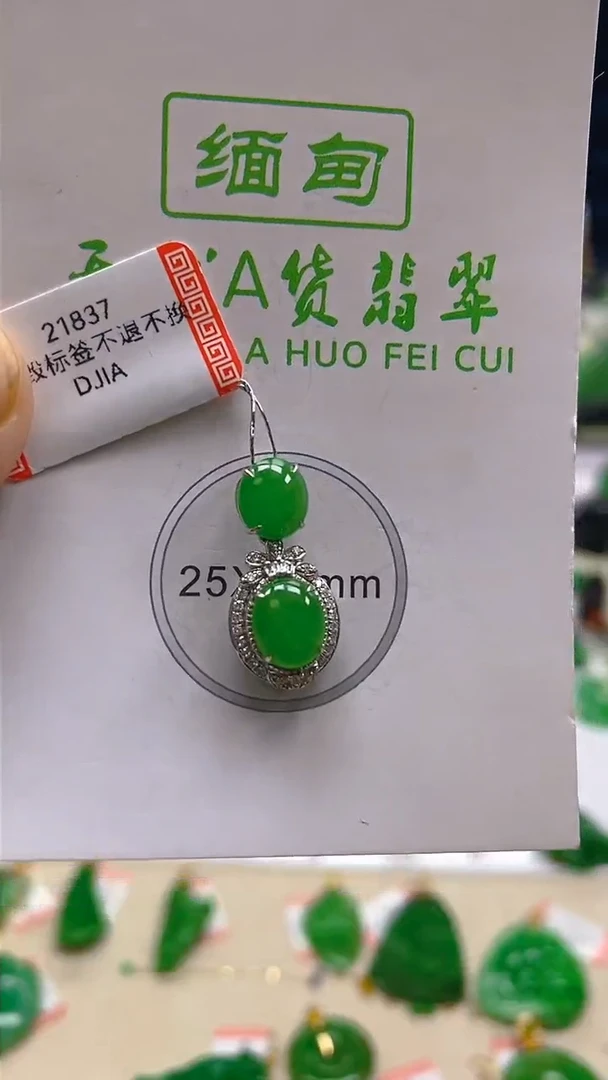 缅甸
'A货翡翠
A HUO FEI CUI
21837
毁标签不退不换
DJIA
25X mm